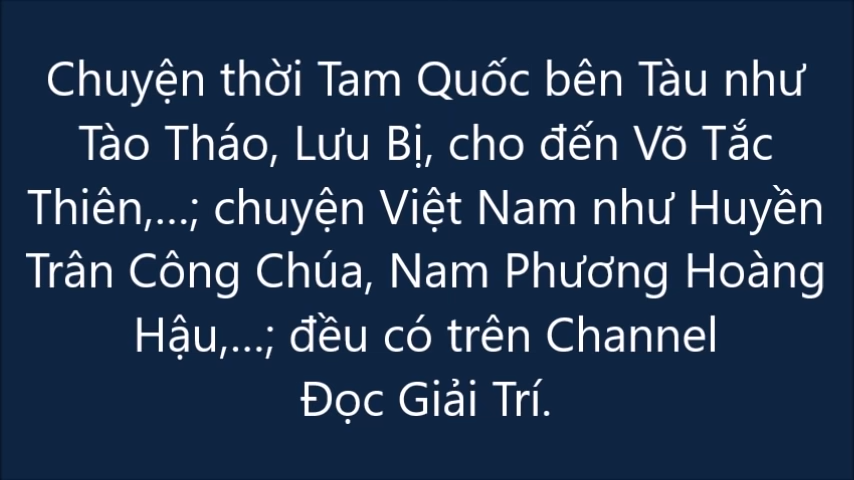 Chuyện thời Tam Quốc bên Tàu như
Tào Tháo, Lưu Bị, cho đến Võ Tắc
Thiên,...; chuyện Việt Nam như Huyền
Trân Công Chúa, Nam Phương Hoàng
Hậu,...; đều có trên Channel
Đọc Giải Trí.